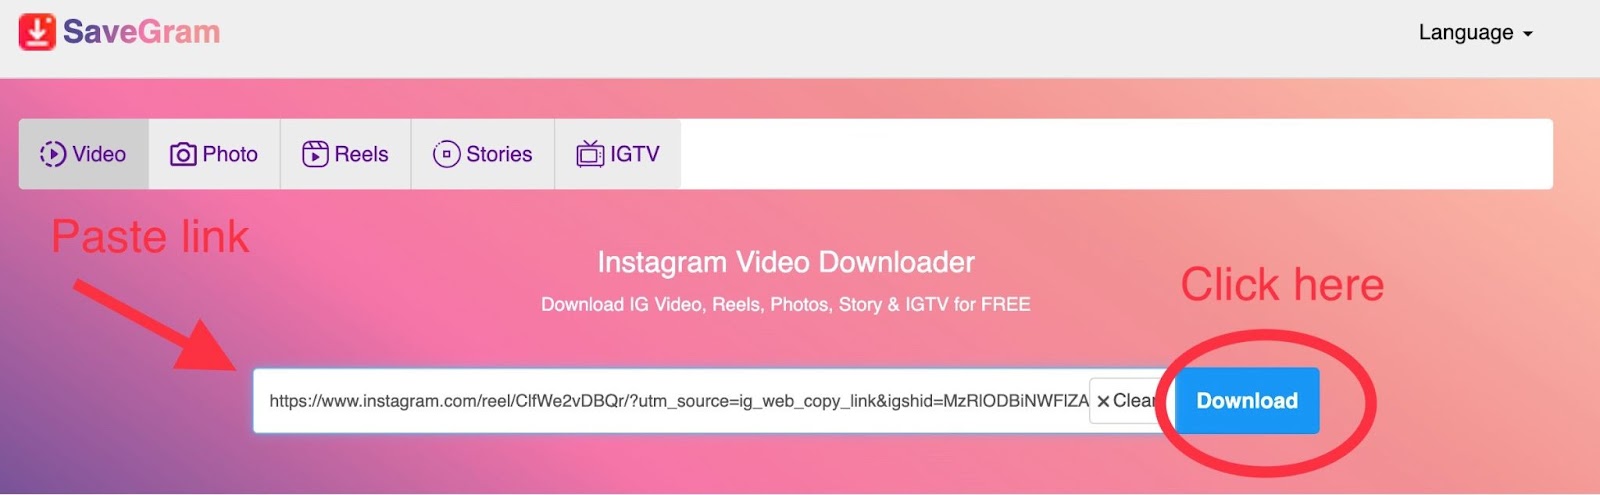 SaveGram
Language
Video Photo Reels Stories IGTV
Paste link
Instagram Video Downloader
Click here
Download IG Video, Reels, Photos, Story & IGTV for FREE
https://www.instagram.com/reel/ClfWe2vDBQr/?utm_source=ig_web_copy_link&igshid=MzRlODBiNWFlZA
Clear
Download